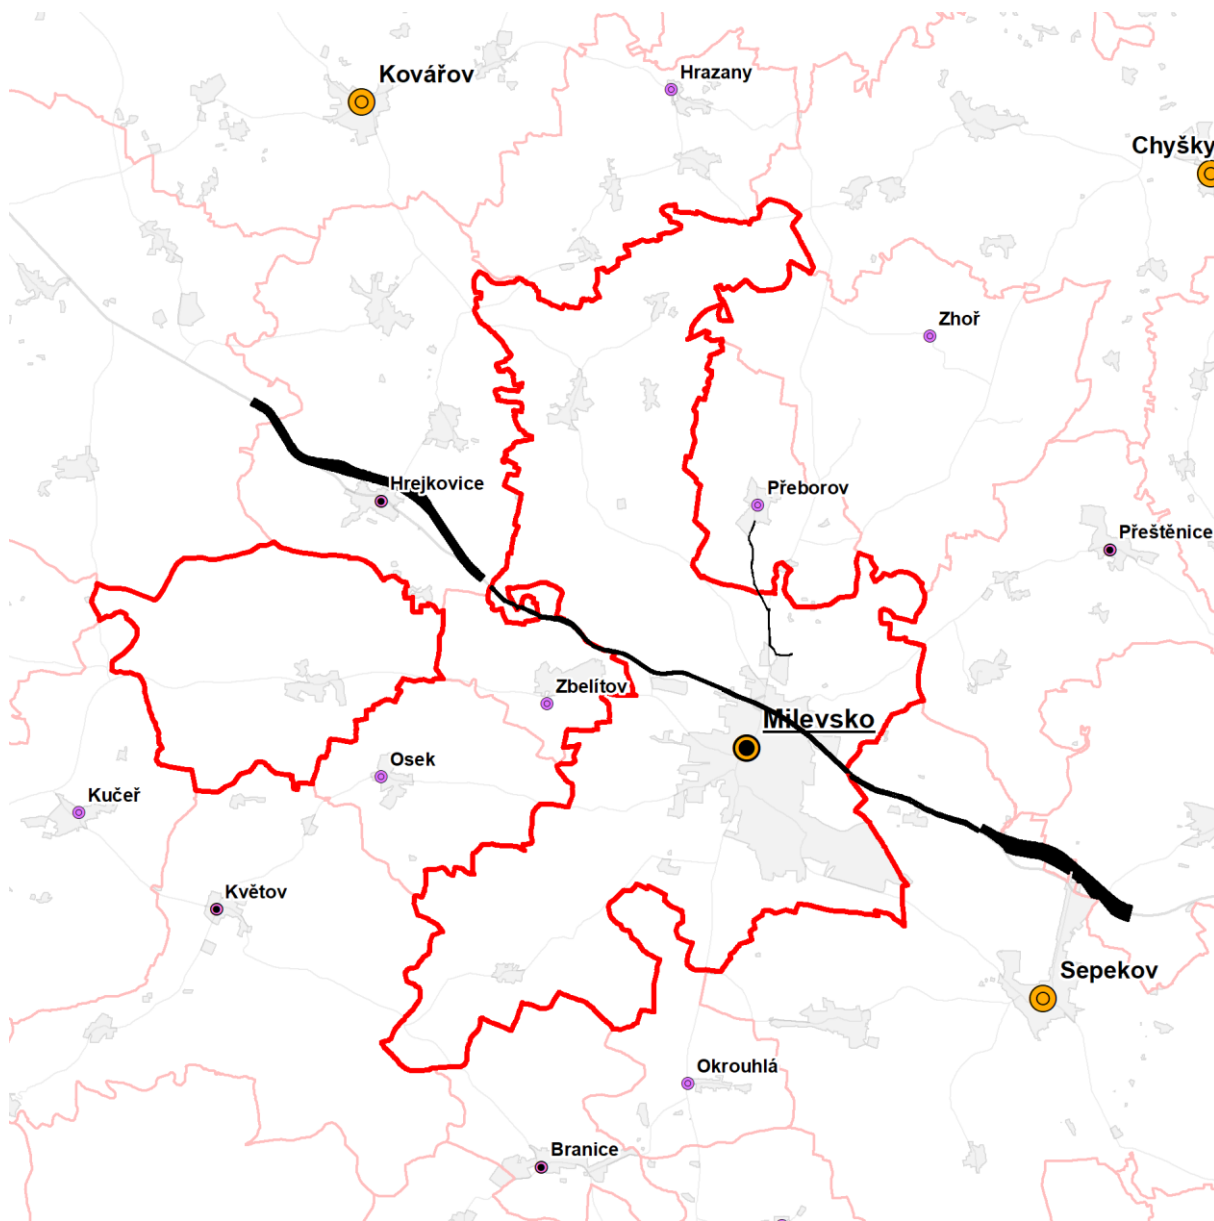 Kovářov
Hrazany
Chyšky
Zhoř
Hrejkovice
Přeborov
Přeštěnice
Zbelítov
Milevsko
Osek
Kučeř
Květov
Sepekov
Okrouhlá
Branice